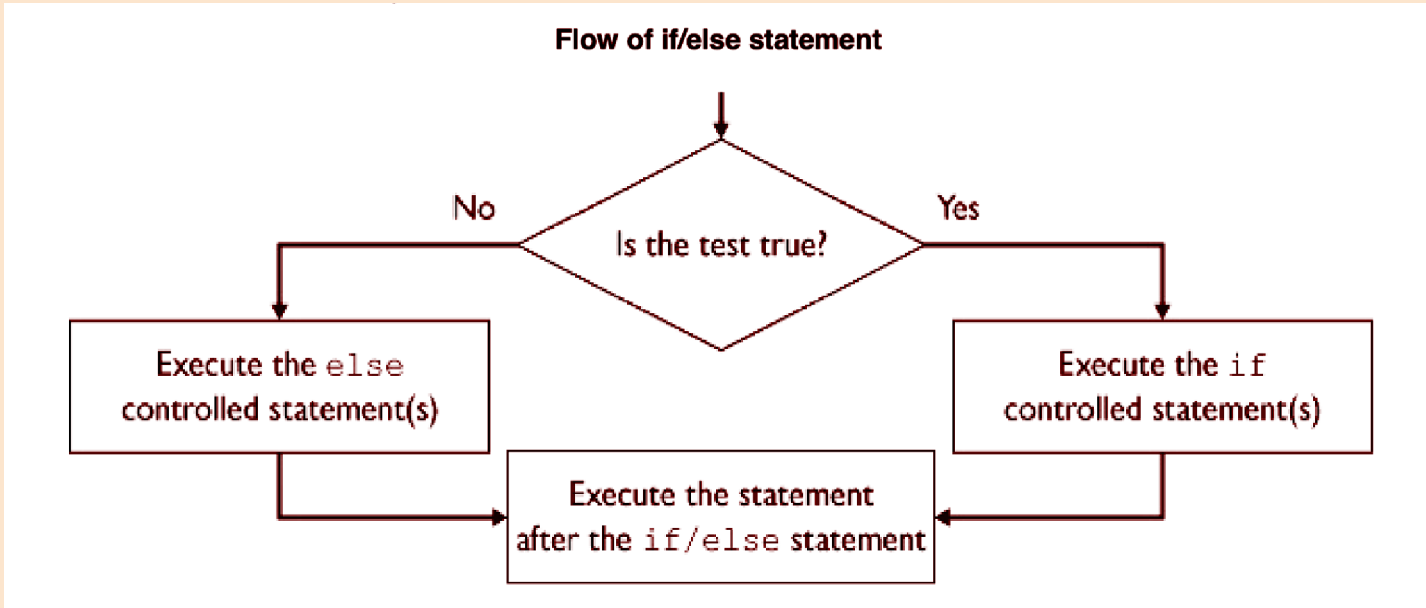 Flow of if/else statement
No
Yes
Is the test true?
Execute the else
controlled statement(s)
Execute the if
controlled statement(s)
Execute the statement
after the if/else statement